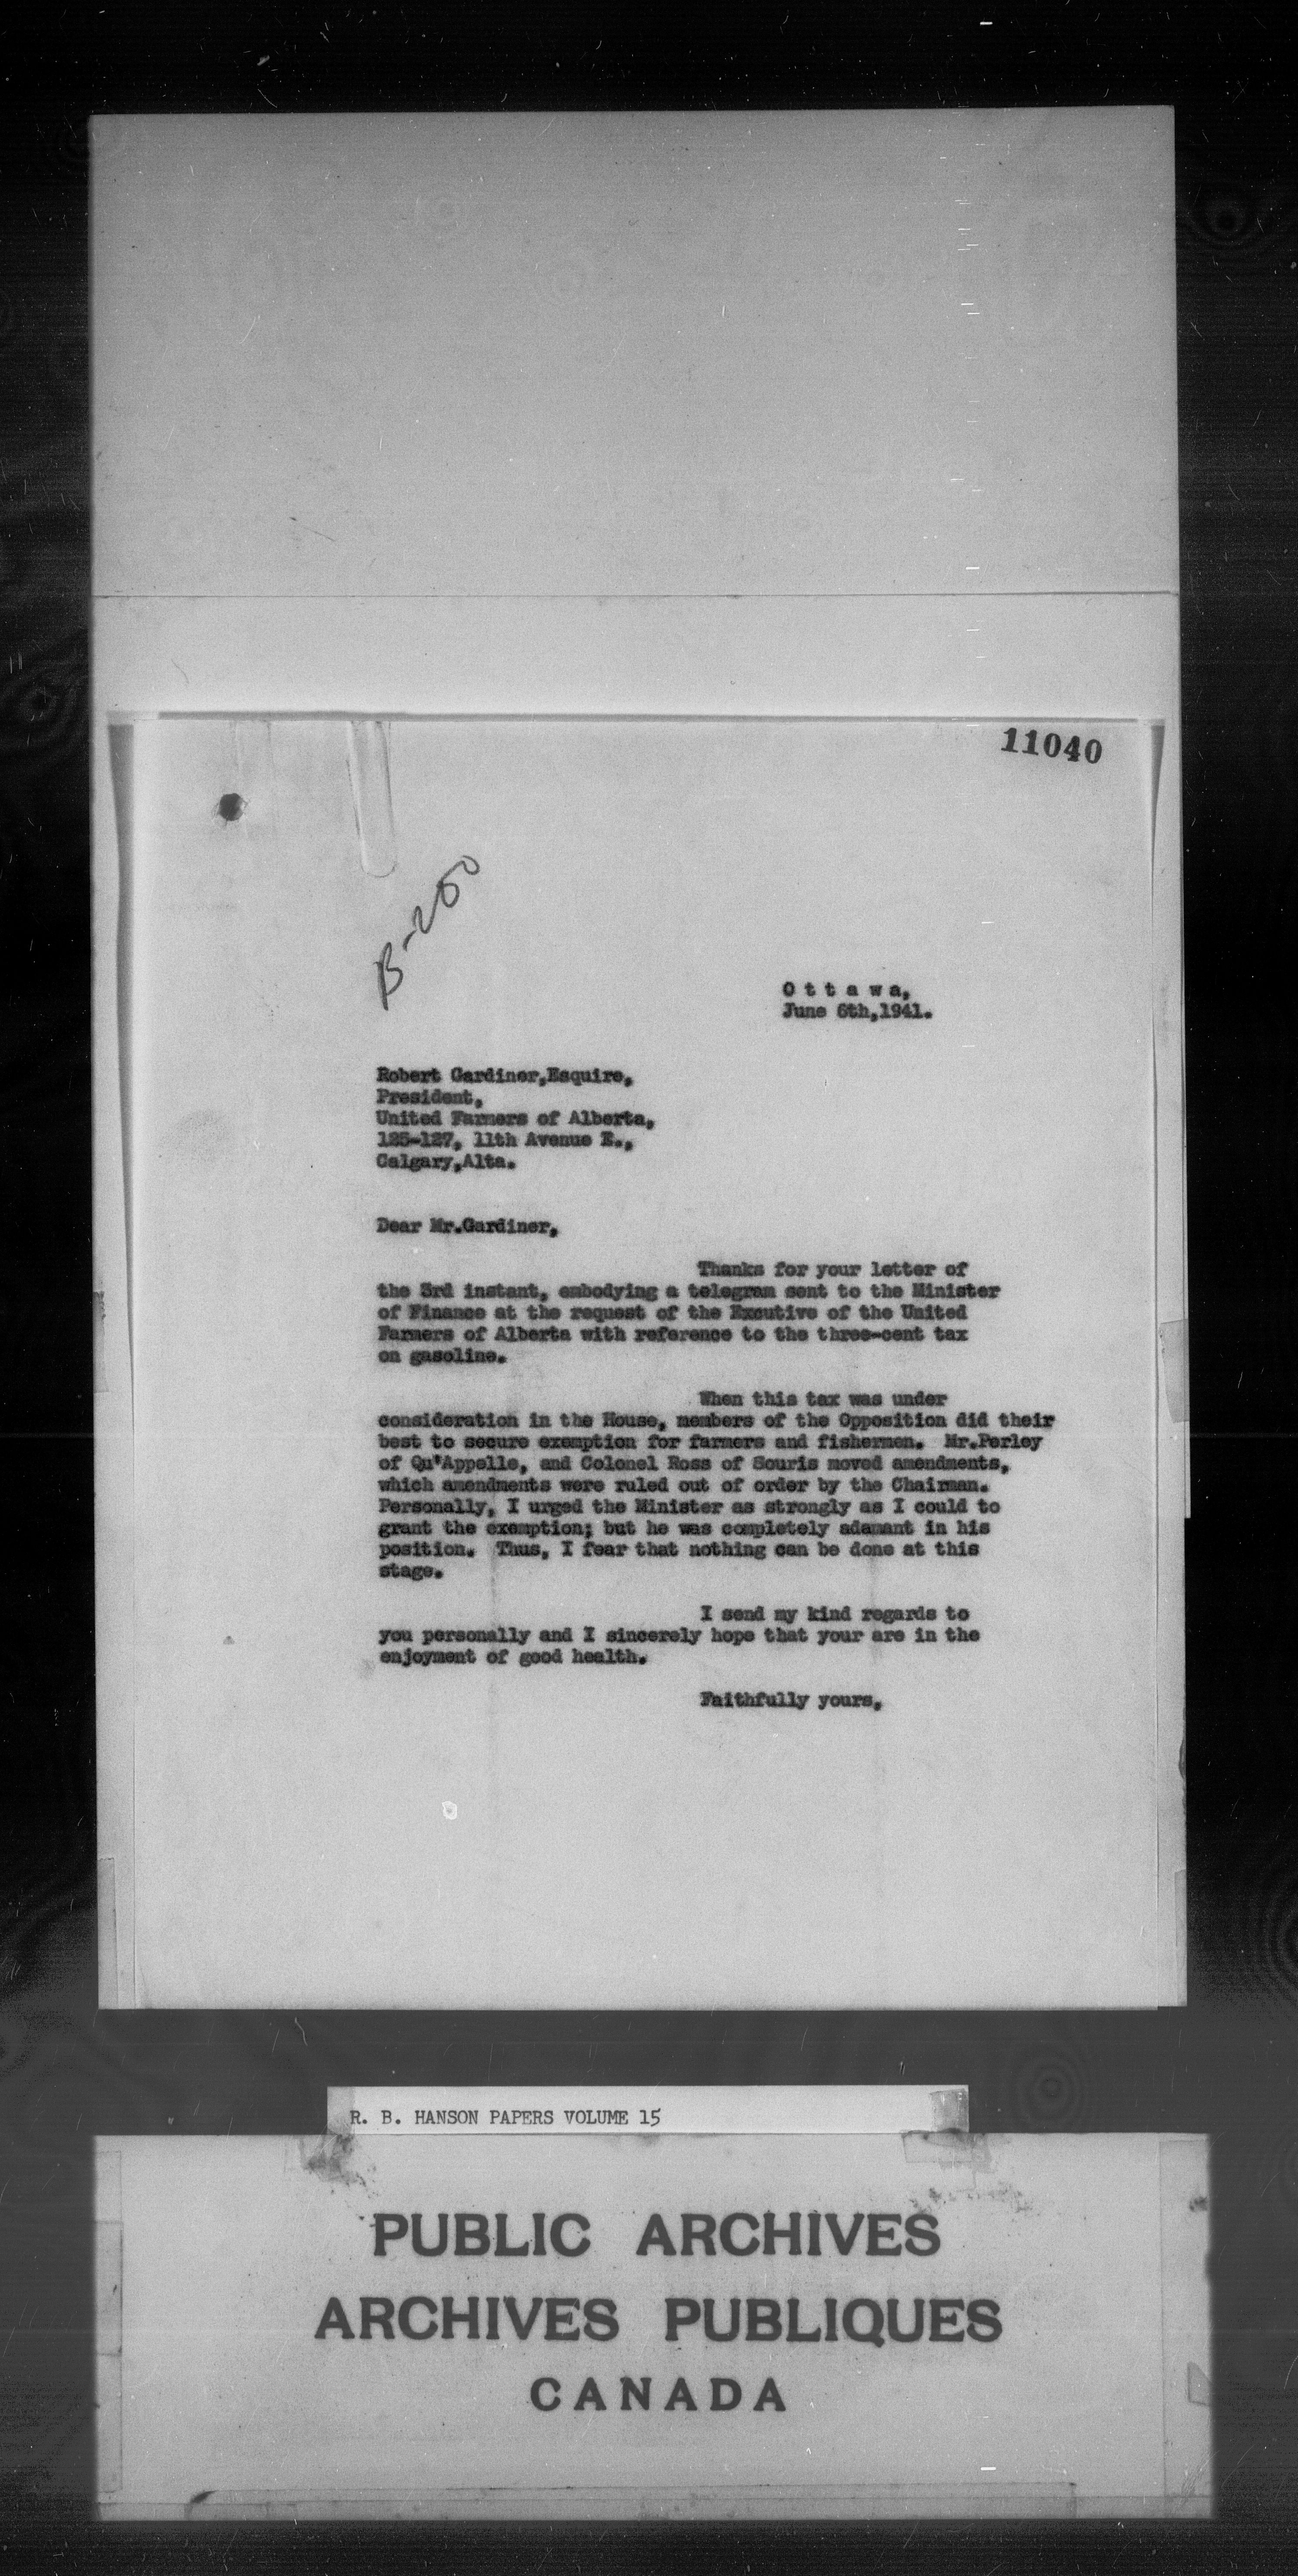 11040
B-200
O t t a w a,
June 6th,1941.
Robert Gardiner,Esquire,
President,
United Farmers of Alberta,
125-127, 11th Avenue E.,
Calgary,Alta.
Dear Mr.Gardiner,
Thanks for your letter of
the 3rd instant, embodying a telegram sent to the Minister
of Finance at the request of the Excutive of the United
Farmers of Alberta with reference to the three-cent tax
on gasoline.
When this tax was under
consideration in the House, members of the Opposition did their
best to secure exemption for farmers and fishermen. Mr.Perley
of Qu'Appelle, and Colonel Ross of Souris moved amendments,
which amendments were ruled out of order by the Chairman.
Personally, I urged the Minister as strongly as I could to
grant the exemption; but he was completely adamant in his
position. Thus, I fear that nothing can be done at this
stage.
I send my kind regards to
you personally and I sincerely hope that your are in the
enjoyment of good health.
Faithfully yours,
R. B. HANSON PAPERS VOLUME 15
PUBLIC ARCHIVES
ARCHIVES PUBLIQUES
CANADA